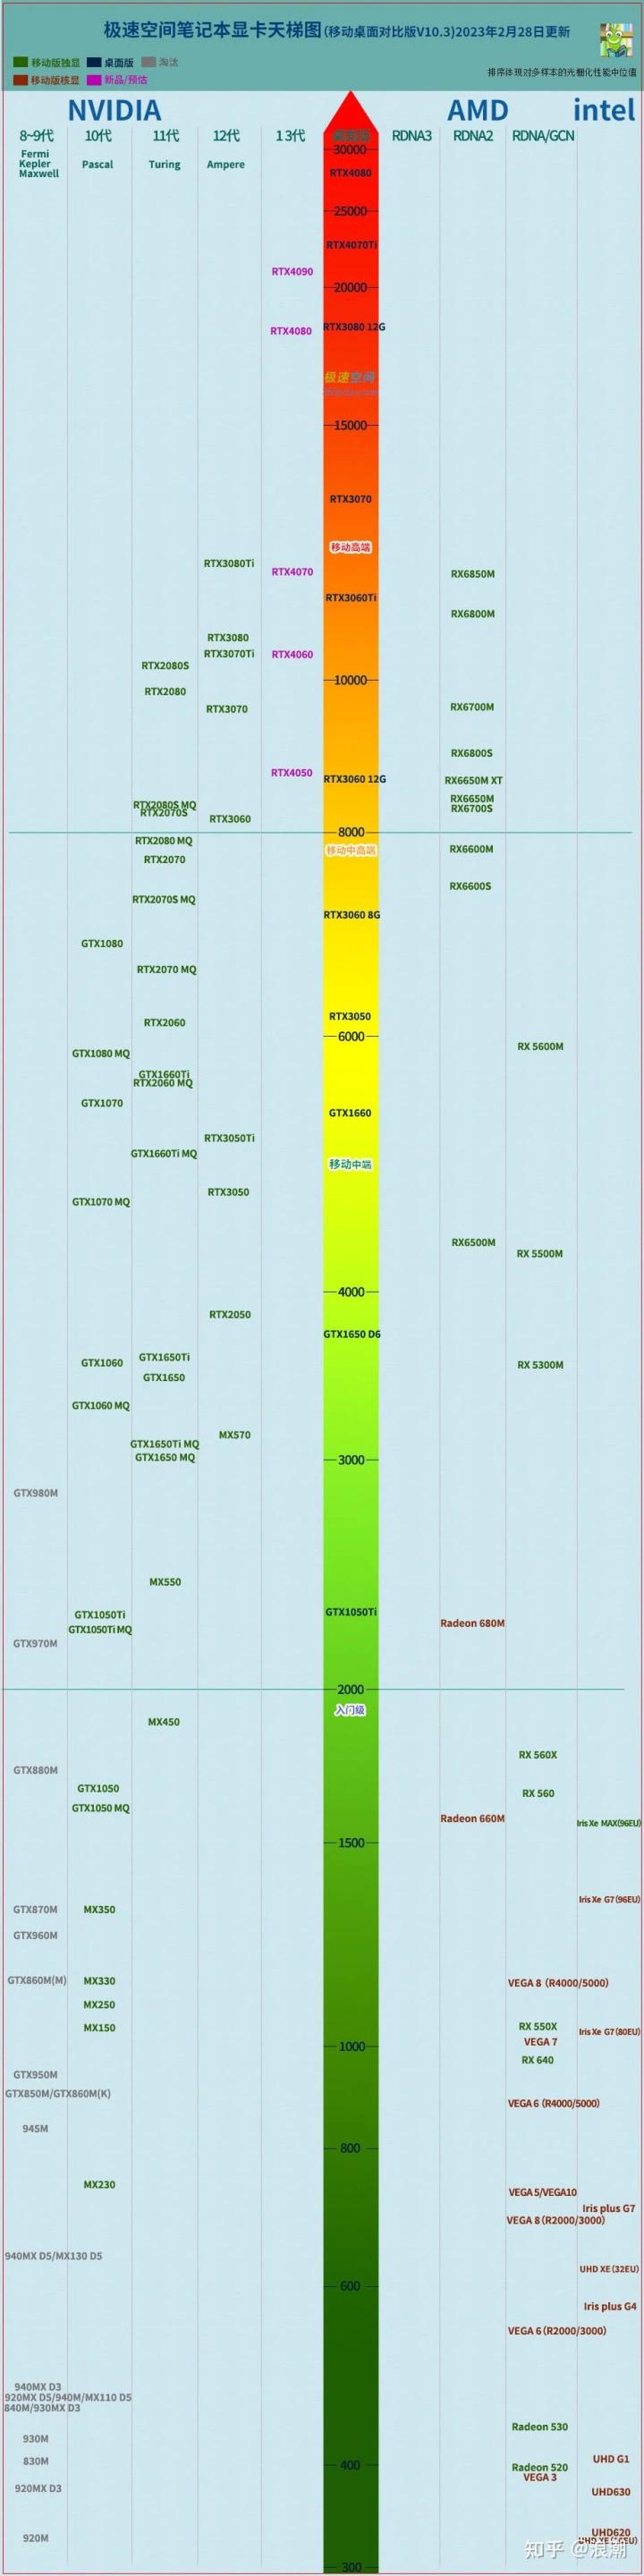 极速空间笔记本显卡天梯图(移动桌面对比版V10.3)2023年2月28日更新
移动版独显 桌面版 淘汰
移动版核显 新品/预估
排序体现对多样本的光栅化性能中位值
NVIDIA AMD intel
8~9代 10代 11代 12代 13代 RDNA3 RDNA2 RDNA/GCN
30000
Fermi
Kepler
Maxwell
Pascal Turing Ampere
RTX4080
25000
RTX4070Ti
RTX4090
20000
RTX3080 12G
RTX4080
极速空间
15000
RTX3070
移动高端
RTX3080Ti
RTX4070 RX6850M
RTX3060Ti
RX6800M
RTX3080
RTX3070Ti RTX4060
RTX2080S
10000
RTX2080
RTX3070 RX6700M
RX6800S
RTX4050
RTX3060 12G RX6650M XT
RX6650M
RTX2080S MQ
RX6700S
RTX2070S
RTX3060
8000
RTX2080 MQ
移动中高端 RX6600M
RTX2070
RX6600S
RTX2070S MQ
RTX3060 8G
GTX1080
RTX2070 MQ
RTX3050
RTX2060
6000
RX 5600M
GTX1080 MQ
GTX1660Ti
RTX2060 MQ
GTX1070
GTX1660
RTX3050Ti
GTX1660Ti MQ
移动中端
RTX3050
GTX1070 MQ
RX6500M
RX 5500M
4000
RTX2050
GTX1650 D6
GTX1650Ti
GTX1060 RX 5300M
GTX1650
GTX1060 MQ
MX570
GTX1650Ti MQ
GTX1650 MQ
3000
GTX980M
MX550
GTX1050Ti GTX1050Ti
Radeon 680M
GTX1050Ti MQ
GTX970M
2000
入门级
MX450
RX 560X
GTX880M
GTX1050
RX 560
GTX1050 MQ
Radeon 660M
Iris Xe MAX(96EU)
1500
Iris Xe G7(96EU)
GTX870M MX350
GTX960M
GTX860M(M) MX330 VEGA 8 (R4000/5000)
MX250
MX150 RX 550X
Iris Xe G7(80EU)
VEGA 7
1000
RX 640
GTX950M
GTX850M/GTX860M(K)
VEGA 6 (R4000/5000)
945M
800
MX230
VEGA 5/VEGA10
Iris plus G7
VEGA 8(R2000/3000)
940MX D5/MX130 D5
UHD XE(32EU)
600
Iris plus G4
VEGA 6(R2000/3000)
940MX D3
920MX D5/940M/MX110 D5
840M/930MX D3
Radeon 530
930M
UHD G1
830M
400
Radeon 520
VEGA 3
920MX D3
UHD630
UHD620
920M
知乎 @浪潮
300